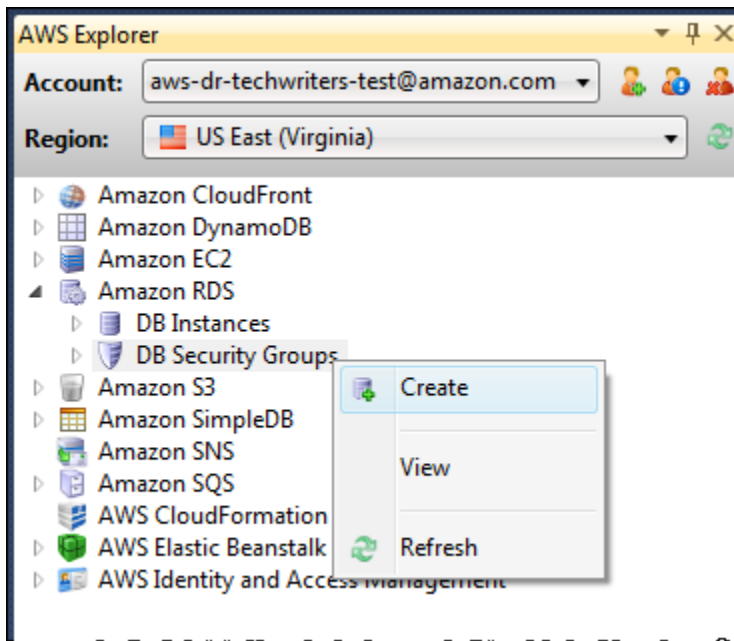 AWS Explorer
Account: aws-dr-techwriters-test@amazon.com
Region: US East (Virginia)
Amazon CloudFront
Amazon DynamoDB
Amazon EC2
Amazon RDS
DB Instances
DB Security Groups
Create
Amazon S3
Amazon SimpleDB
Amazon SNS
View
Amazon SQS
AWS CloudFormation
AWS Elastic Beanstalk
Refresh
AWS Identity and Access Management